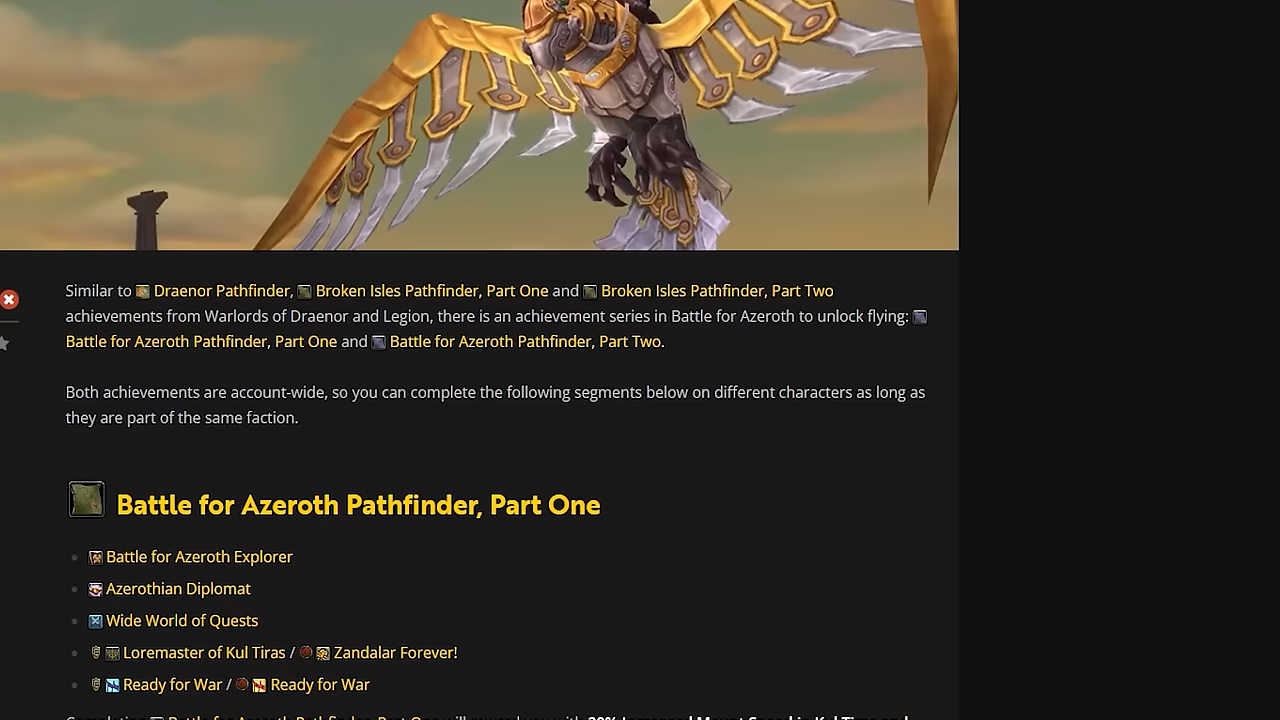 Similar to Draenor Pathfinder, Broken Isles Pathfinder, Part One and Broken Isles Pathfinder, Part Two
achievements from Warlords of Draenor and Legion, there is an achievement series in Battle for Azeroth to unlock flying:
Battle for Azeroth Pathfinder, Part One and Battle for Azeroth Pathfinder, Part Two.
Both achievements are account-wide, so you can complete the following segments below on different characters as long as
they are part of the same faction.
Battle for Azeroth Pathfinder, Part One
Battle for Azeroth Explorer
Azerothian Diplomat
Wide World of Quests
Loremaster of Kul Tiras / Zandalar Forever!
Ready for War / Ready for War